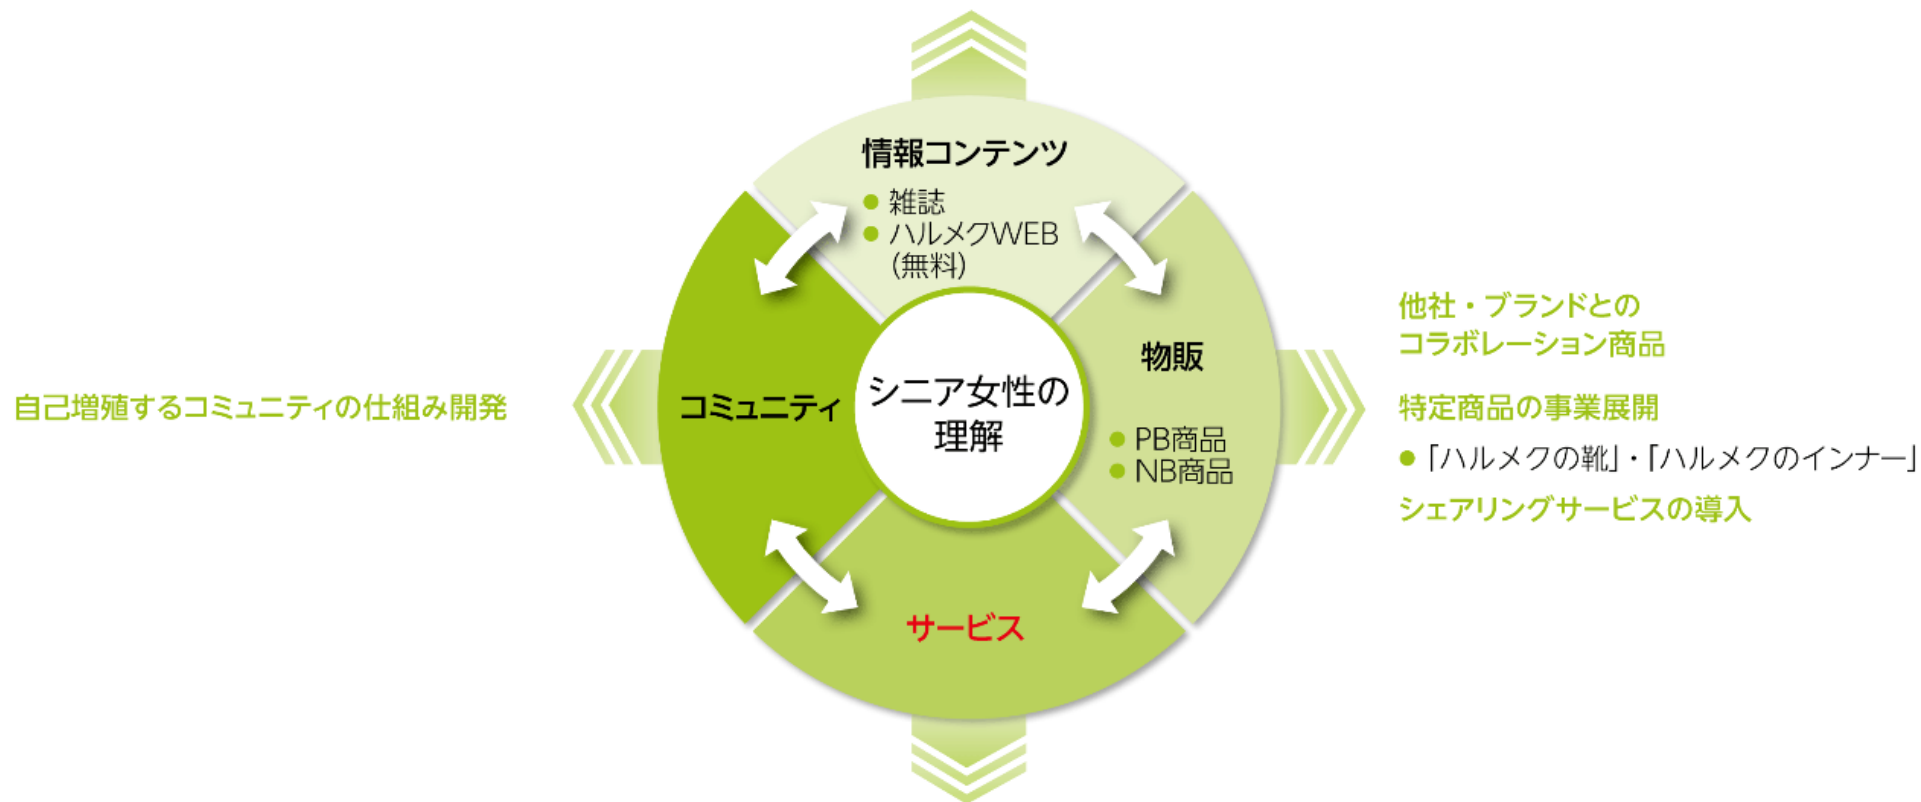 情報コンテンツ
● 雑誌
● ハルメクWEB
(無料)
物販
● PB商品
● NB商品
シニア女性の
理解
コミュニティ
サービス
自己増殖するコミュニティの仕組み開発
他社・ブランドとの
コラボレーション商品
特定商品の事業展開
●「ハルメクの靴」・「ハルメクのインナー」
シェアリングサービスの導入